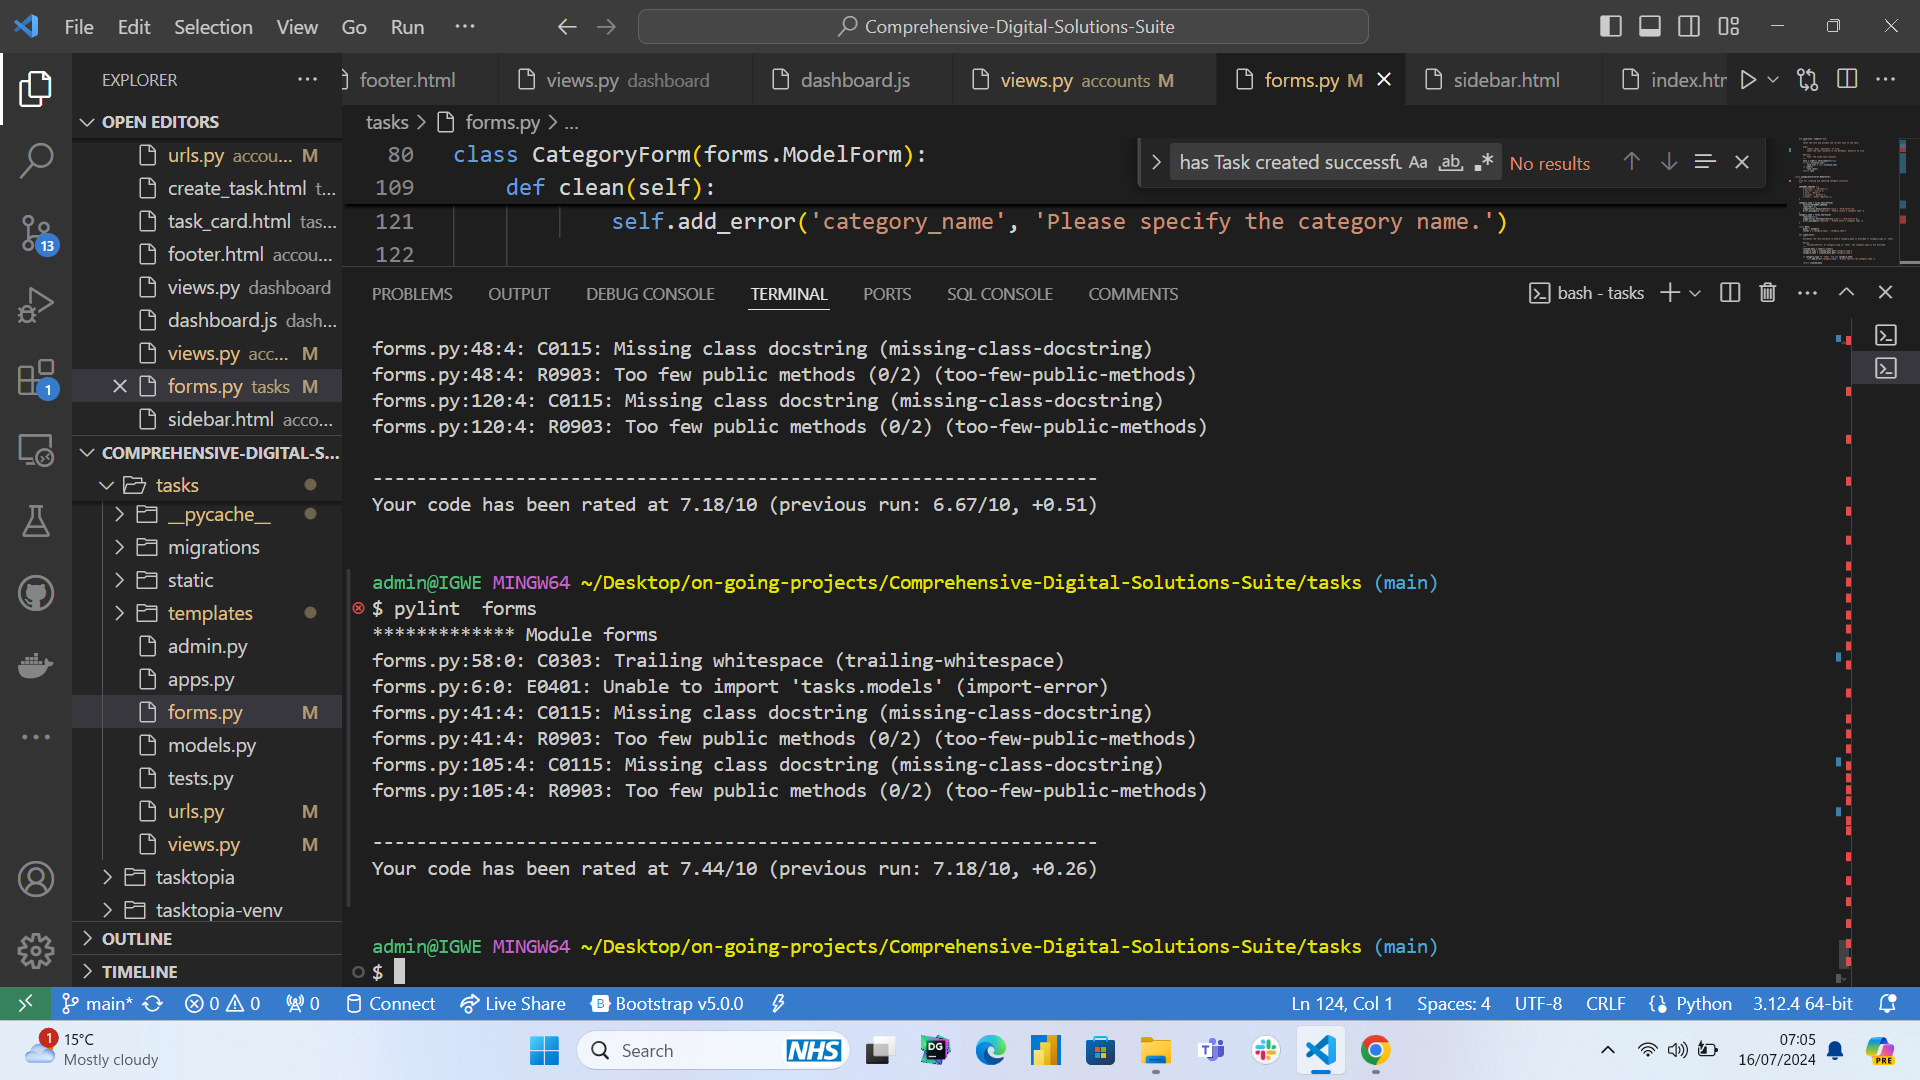 File Edit Selection View Go Run ···
Comprehensive-Digital-Solutions-Suite
EXPLORER
footer.html
views.py dashboard
dashboard.js
views.py accounts M
forms.py M
sidebar.html
index.htm
OPEN EDITORS
urls.py accou... M
create_task.html t...
task_card.html tas...
footer.html accou...
views.py dashboard
dashboard.js dash...
views.py acc... M
forms.py tasks M
sidebar.html acco...
COMPREHENSIVE-DIGITAL-S...
tasks
__pycache__
migrations
static
templates
admin.py
apps.py
forms.py M
models.py
tests.py
urls.py M
views.py M
tasktopia
tasktopia-venv
OUTLINE
TIMELINE
13
1
tasks > forms.py > ...
80 class CategoryForm(forms.ModelForm):
109 def clean(self):
121 self.add_error('category_name', 'Please specify the category name.')
122
has Task created successfu Aa ab .* No results
PROBLEMS OUTPUT DEBUG CONSOLE TERMINAL PORTS SQL CONSOLE COMMENTS
bash - tasks
forms.py:48:4: C0115: Missing class docstring (missing-class-docstring)
forms.py:48:4: R0903: Too few public methods (0/2) (too-few-public-methods)
forms.py:120:4: C0115: Missing class docstring (missing-class-docstring)
forms.py:120:4: R0903: Too few public methods (0/2) (too-few-public-methods)
------------------------------------------------------------------
Your code has been rated at 7.18/10 (previous run: 6.67/10, +0.51)
admin@IGWE MINGW64 ~/Desktop/on-going-projects/Comprehensive-Digital-Solutions-Suite/tasks (main)
$ pylint  forms
************* Module forms
forms.py:58:0: C0303: Trailing whitespace (trailing-whitespace)
forms.py:6:0: E0401: Unable to import 'tasks.models' (import-error)
forms.py:41:4: C0115: Missing class docstring (missing-class-docstring)
forms.py:41:4: R0903: Too few public methods (0/2) (too-few-public-methods)
forms.py:105:4: C0115: Missing class docstring (missing-class-docstring)
forms.py:105:4: R0903: Too few public methods (0/2) (too-few-public-methods)
------------------------------------------------------------------
Your code has been rated at 7.44/10 (previous run: 7.18/10, +0.26)
admin@IGWE MINGW64 ~/Desktop/on-going-projects/Comprehensive-Digital-Solutions-Suite/tasks (main)
$
main* 0 0 0 Connect Live Share B Bootstrap v5.0.0
Ln 124, Col 1 Spaces: 4 UTF-8 CRLF {} Python 3.12.4 64-bit
1
15°C
Mostly cloudy
Search NHS
DG
PRE
07:05
16/07/2024